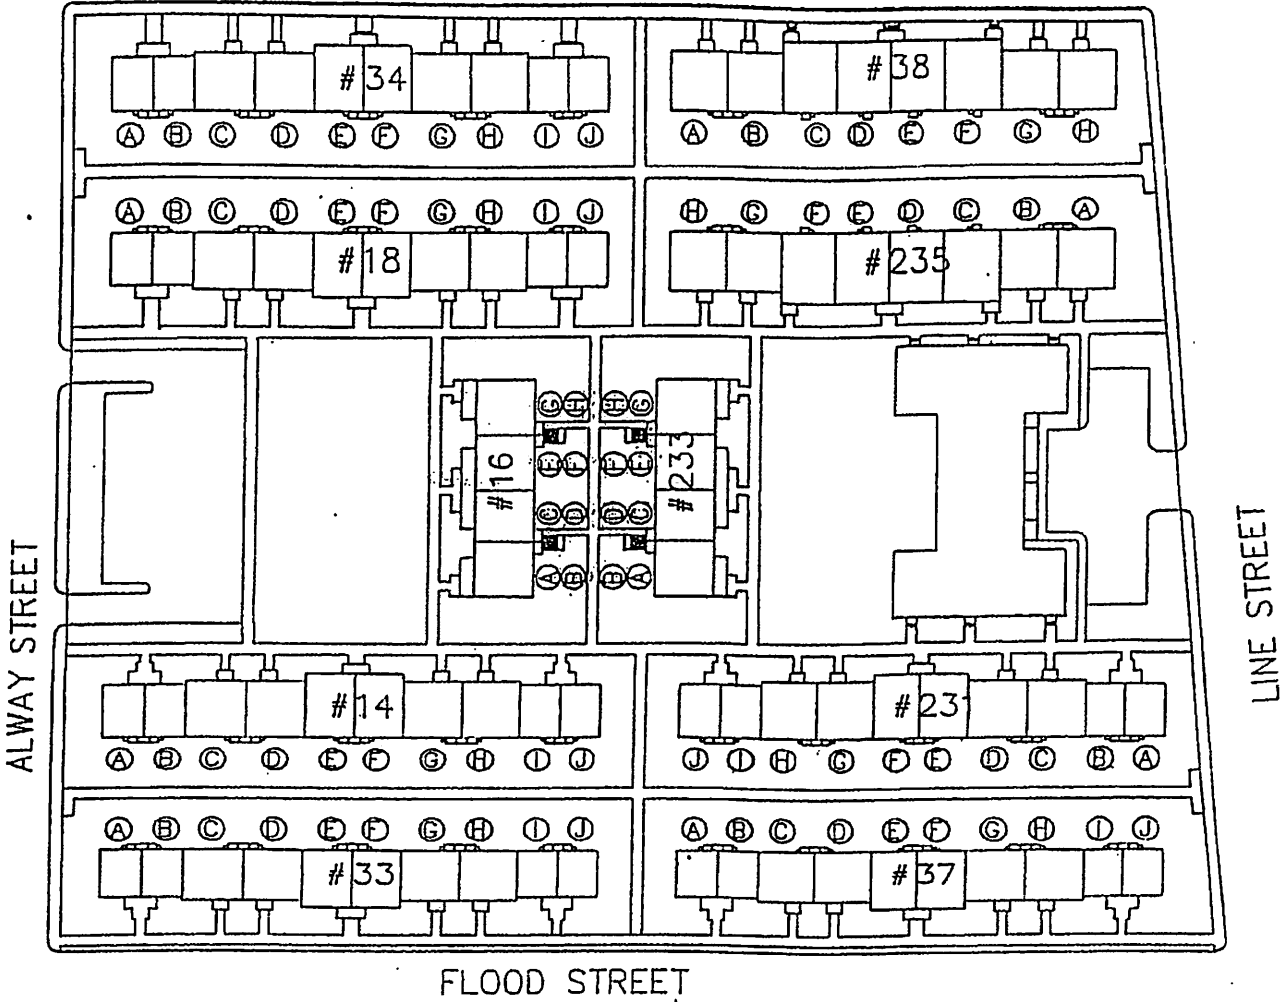 # 34
# 38
A B C D E F G H I J
A B C D E F G H
A B C D E F G H I J
H G F E D C B A
# 18
# 235
G H H G
E F F E
# 16
# 233
C D D C
A B B A
ALWAY STREET
LINE STREET
# 14
# 231
A B C D E F G H I J
J I H G F E D C B A
A B C D E F G H I J
A B C D E F G H I J
# 33
# 37
FLOOD STREET